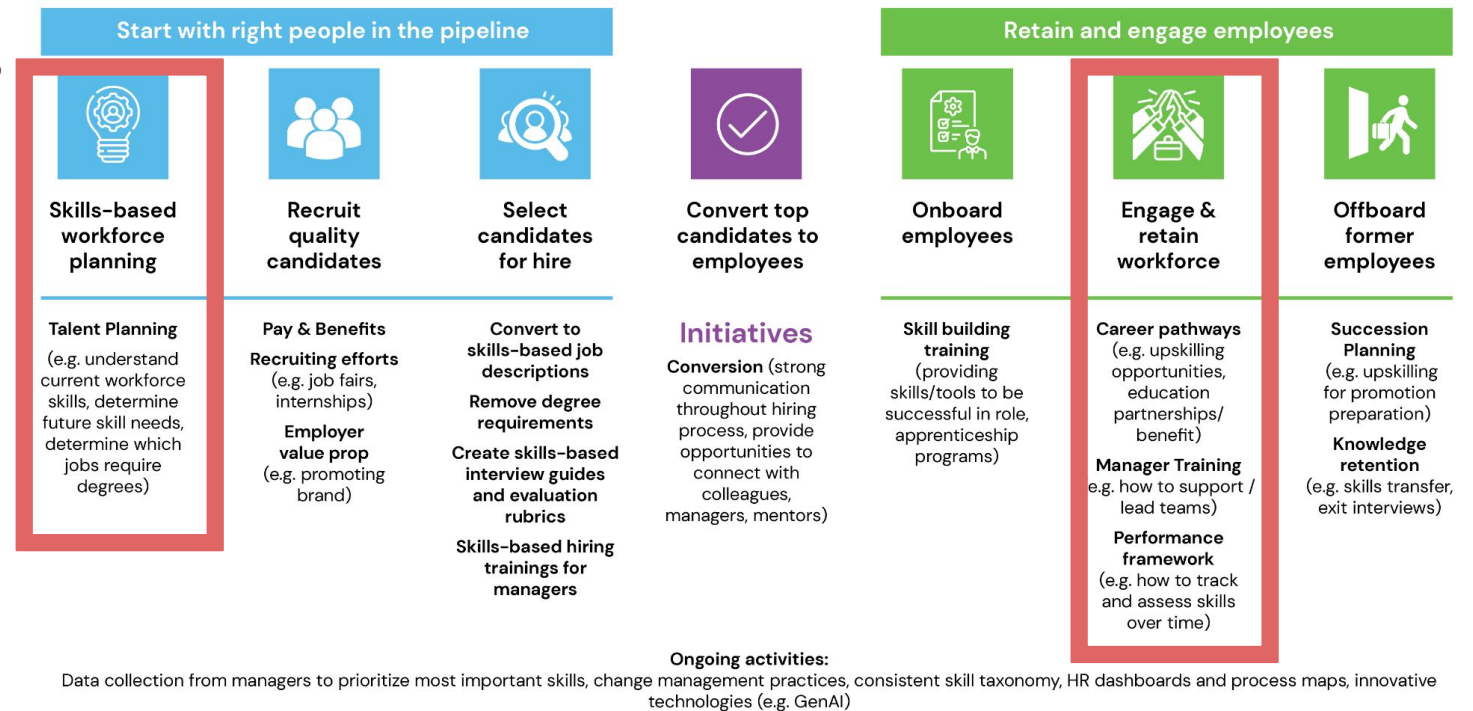 Start with right people in the pipeline
Retain and engage employees
Skills-based
workforce
planning
Recruit
quality
candidates
Select
candidates
for hire
Convert top
candidates to
employees
Onboard
employees
Engage &
retain
workforce
Offboard
former
employees
Talent Planning
(e.g. understand
current workforce
skills, determine
future skill needs,
determine which
jobs require
degrees)
Pay & Benefits
Recruiting efforts
(e.g. job fairs,
internships)
Employer
value prop
(e.g. promoting
brand)
Convert to
skills-based job
descriptions
Remove degree
requirements
Create skills-based
interview guides
and evaluation
rubrics
Skills-based hiring
trainings for
managers
Initiatives
Conversion (strong
communication
throughout hiring
process, provide
opportunities to
connect with
colleagues,
managers, mentors)
Skill building
training
(providing
skills/tools to be
successful in role,
apprenticeship
programs)
Career pathways
(e.g. upskilling
opportunities,
education
partnerships/
benefit)
Manager Training
e.g. how to support /
lead teams)
Performance
framework
(e.g. how to track
and assess skills
over time)
Succession
Planning
(e.g. upskilling
for promotion
preparation)
Knowledge
retention
(e.g. skills transfer,
exit interviews)
Ongoing activities:
Data collection from managers to prioritize most important skills, change management practices, consistent skill taxonomy, HR dashboards and process maps, innovative
technologies (e.g. GenAI)